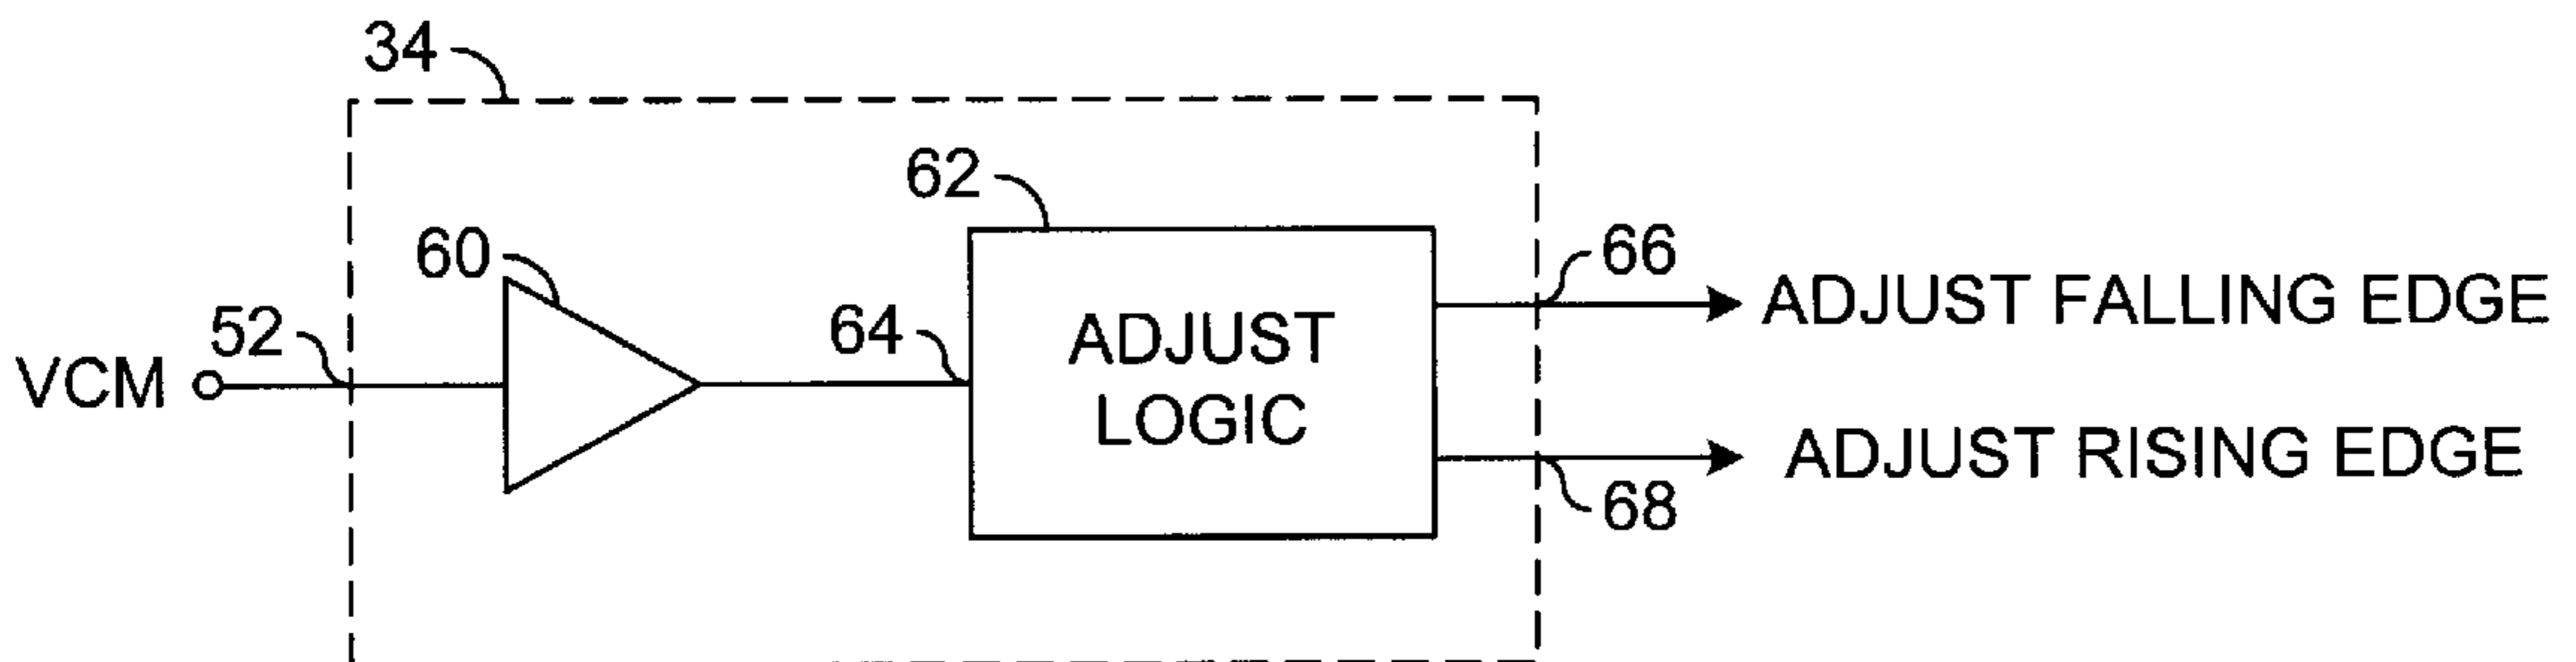 34
62
60
66
ADJUST FALLING EDGE
52
64
ADJUST
LOGIC
VCM
ADJUST RISING EDGE
68